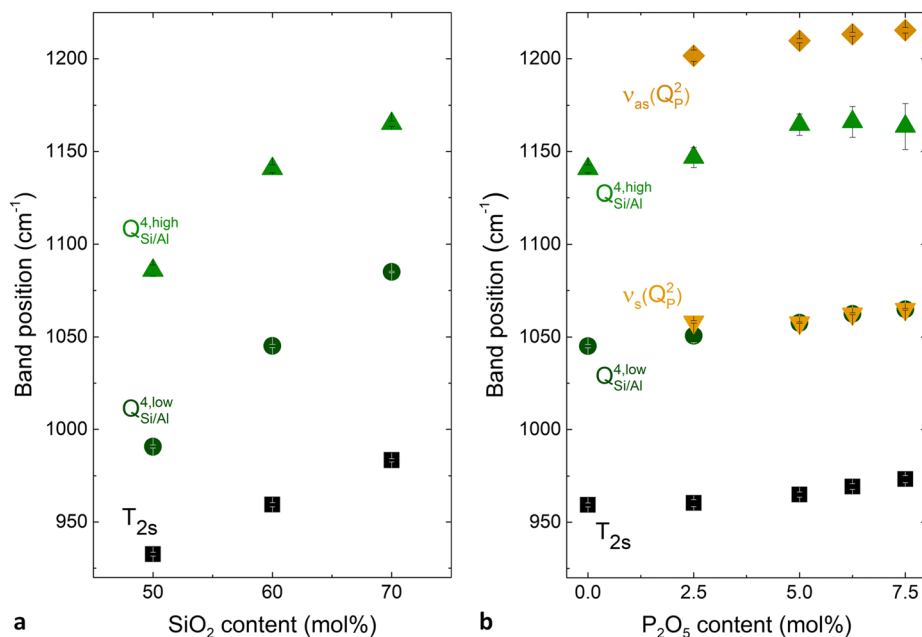 1200
1150
1100
1050
1000
950
Band position (cm⁻¹)
Q⁴,ʰⁱᵍʰ Si/Al
Q⁴,ˡᵒʷ Si/Al
T₂ₛ
50 60 70
a SiO₂ content (mol%)
1200
1150
1100
1050
1000
950
Band position (cm⁻¹)
νas(Q²P)
Q⁴,ʰⁱᵍʰ Si/Al
νs(Q²P)
Q⁴,ˡᵒʷ Si/Al
T₂ₛ
0.0 2.5 5.0 7.5
b P₂O₅ content (mol%)